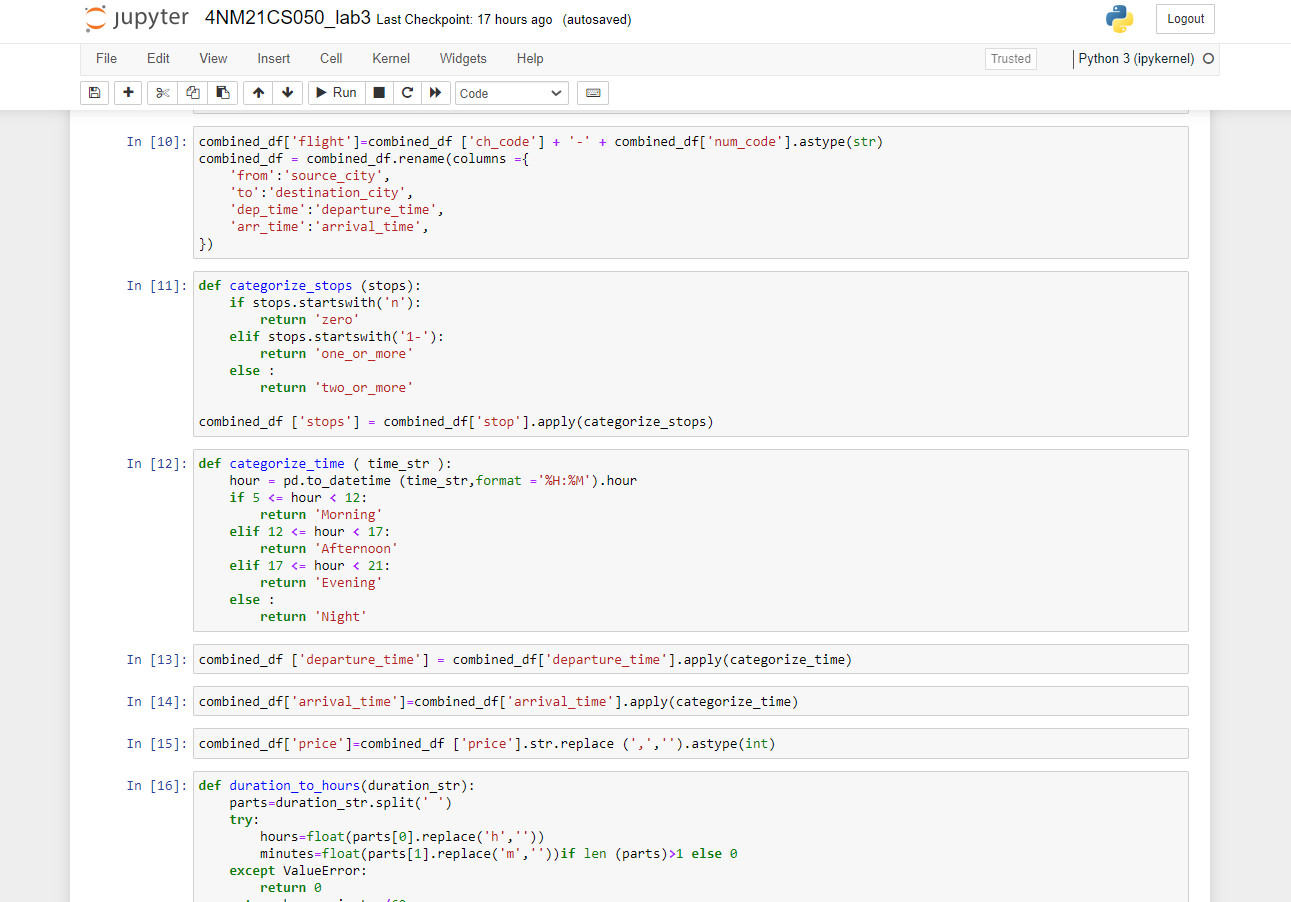 jupyter 4NM21CS050_lab3 Last Checkpoint: 17 hours ago (autosaved) Logout
File Edit View Insert Cell Kernel Widgets Help Trusted Python 3 (ipykernel)
Run Code
In [10]: combined_df['flight']=combined_df ['ch_code'] + '-' + combined_df['num_code'].astype(str)
combined_df = combined_df.rename(columns ={
    'from':'source_city',
    'to':'destination_city',
    'dep_time':'departure_time',
    'arr_time':'arrival_time',
})
In [11]: def categorize_stops (stops):
    if stops.startswith('n'):
        return 'zero'
    elif stops.startswith('1-'):
        return 'one_or_more'
    else :
        return 'two_or_more'
combined_df ['stops'] = combined_df['stop'].apply(categorize_stops)
In [12]: def categorize_time ( time_str ):
    hour = pd.to_datetime (time_str,format ='%H:%M').hour
    if 5 <= hour < 12:
        return 'Morning'
    elif 12 <= hour < 17:
        return 'Afternoon'
    elif 17 <= hour < 21:
        return 'Evening'
    else :
        return 'Night'
In [13]: combined_df ['departure_time'] = combined_df['departure_time'].apply(categorize_time)
In [14]: combined_df['arrival_time']=combined_df['arrival_time'].apply(categorize_time)
In [15]: combined_df['price']=combined_df ['price'].str.replace (',','').astype(int)
In [16]: def duration_to_hours(duration_str):
    parts=duration_str.split(' ')
    try:
        hours=float(parts[0].replace('h',''))
        minutes=float(parts[1].replace('m',''))if len (parts)>1 else 0
    except ValueError:
        return 0